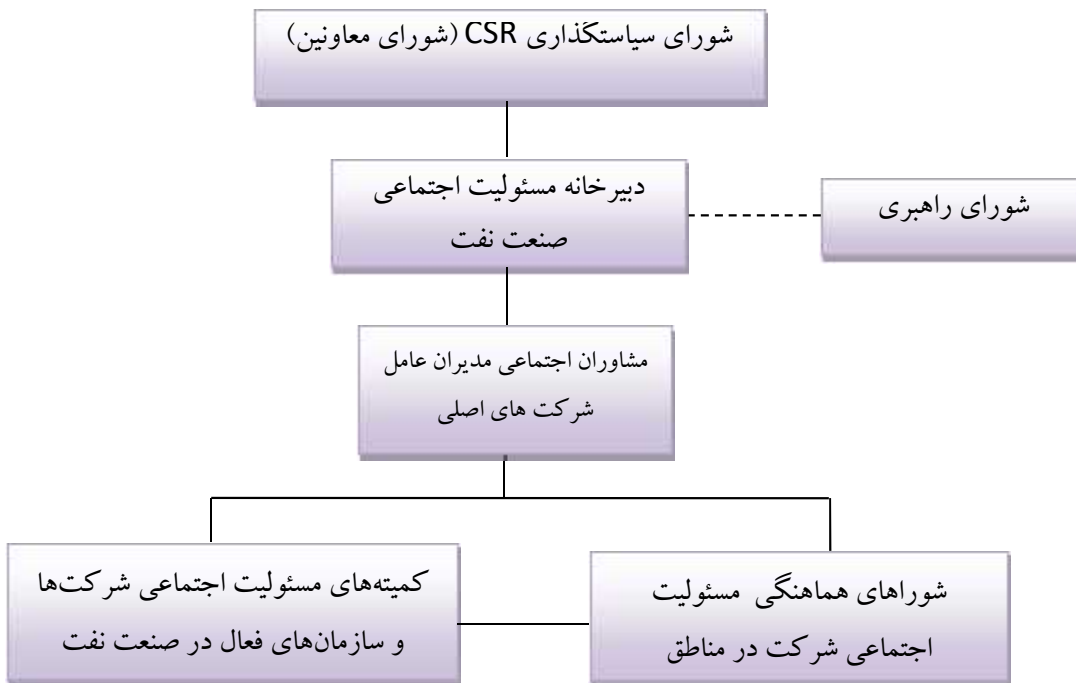 شورای سیاستگذاری CSR (شورای معاونین)
دبیرخانه مسئولیت اجتماعی
صنعت نفت
شورای راهبری
مشاوران اجتماعی مدیران عامل
شرکت های اصلی
شوراهای هماهنگی مسئولیت
اجتماعی شرکت در مناطق
کمیته‌های مسئولیت اجتماعی شرکت‌ها
و سازمان‌های فعال در صنعت نفت